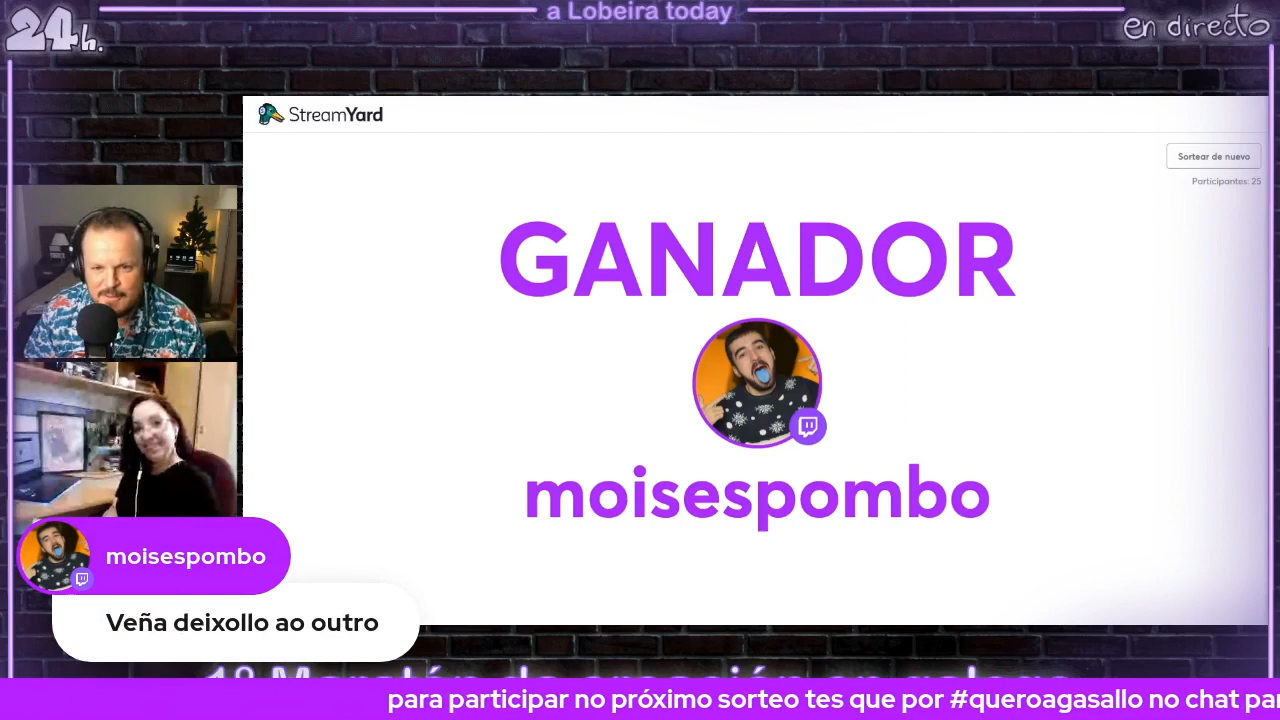 24h.
a Lobeira today
en directo
StreamYard
Sortear de nuevo
Participantes: 25
GANADOR
moisespombo
moisespombo
Veña deixollo ao outro
para participar no próximo sorteo tes que por #queroagasallo no chat par